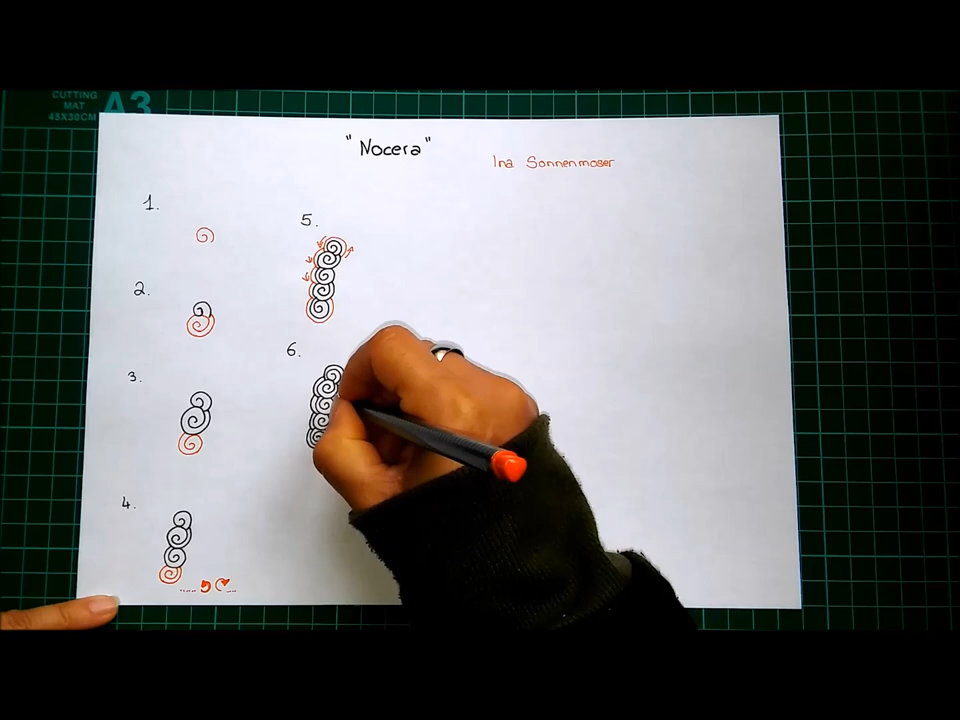 CUTTING
MAT
45X30CM
A3
"Nocera"
Ina Sonnenmoser
1.
2.
3.
4.
5.
6.